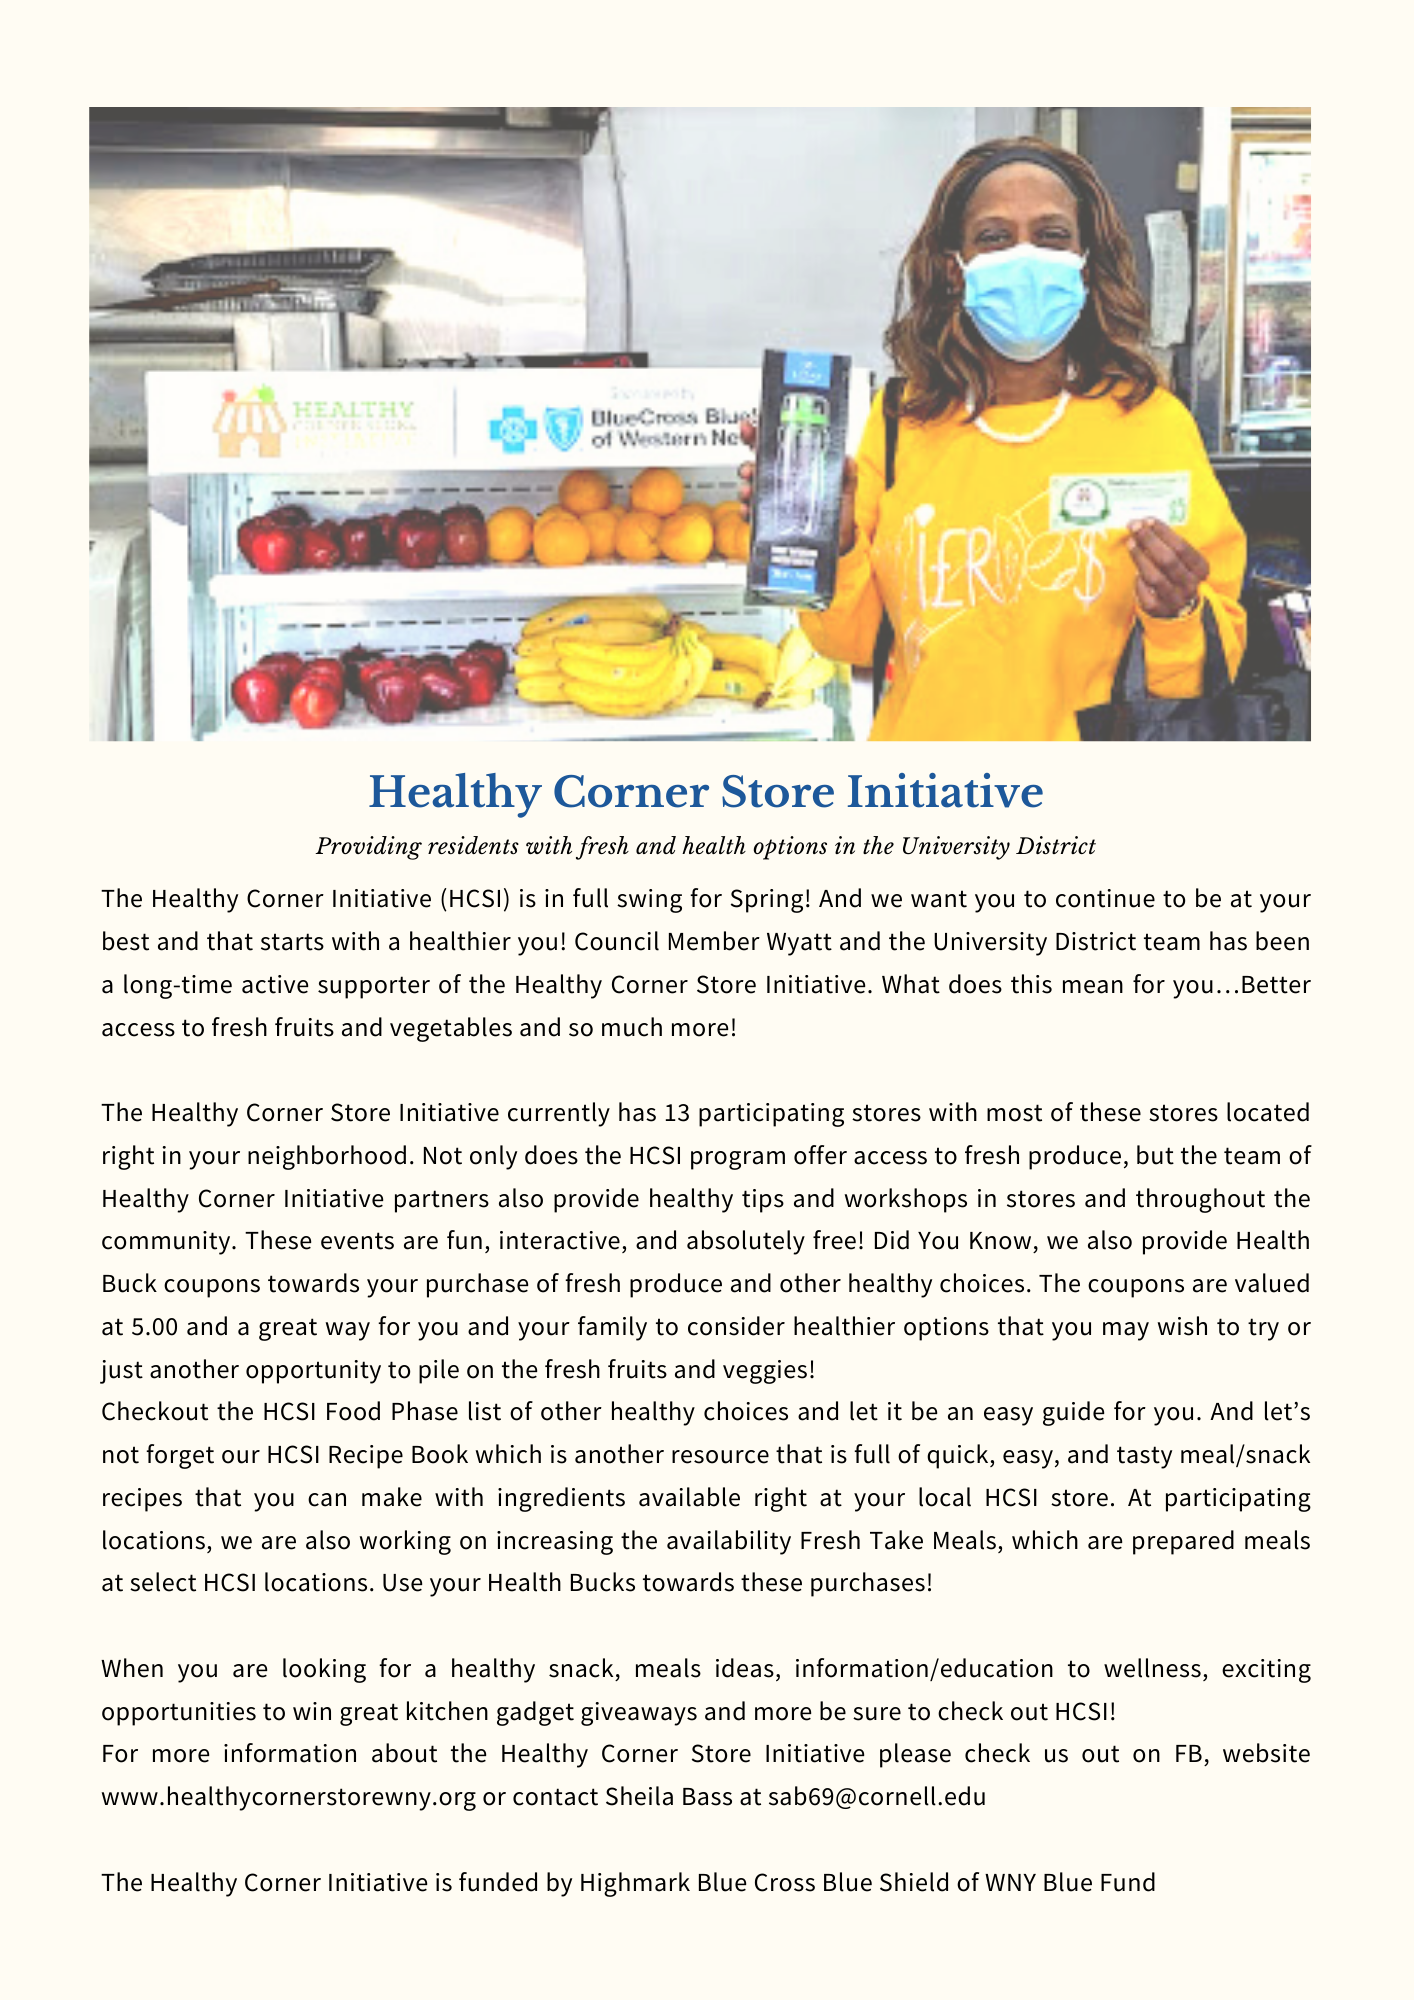 HEALTHY
CORNER STORE
INITIATIVE
Sponsored by
BlueCross Blue
of Western Ne
Healthy Corner Store Initiative
Providing residents with fresh and health options in the University District
The Healthy Corner Initiative (HCSI) is in full swing for Spring! And we want you to continue to be at your
best and that starts with a healthier you! Council Member Wyatt and the University District team has been
a long-time active supporter of the Healthy Corner Store Initiative. What does this mean for you…Better
access to fresh fruits and vegetables and so much more!
The Healthy Corner Store Initiative currently has 13 participating stores with most of these stores located
right in your neighborhood. Not only does the HCSI program offer access to fresh produce, but the team of
Healthy Corner Initiative partners also provide healthy tips and workshops in stores and throughout the
community. These events are fun, interactive, and absolutely free! Did You Know, we also provide Health
Buck coupons towards your purchase of fresh produce and other healthy choices. The coupons are valued
at 5.00 and a great way for you and your family to consider healthier options that you may wish to try or
just another opportunity to pile on the fresh fruits and veggies!
Checkout the HCSI Food Phase list of other healthy choices and let it be an easy guide for you. And let’s
not forget our HCSI Recipe Book which is another resource that is full of quick, easy, and tasty meal/snack
recipes that you can make with ingredients available right at your local HCSI store. At participating
locations, we are also working on increasing the availability Fresh Take Meals, which are prepared meals
at select HCSI locations. Use your Health Bucks towards these purchases!
When you are looking for a healthy snack, meals ideas, information/education to wellness, exciting
opportunities to win great kitchen gadget giveaways and more be sure to check out HCSI!
For more information about the Healthy Corner Store Initiative please check us out on FB, website
www.healthycornerstorewny.org or contact Sheila Bass at sab69@cornell.edu
The Healthy Corner Initiative is funded by Highmark Blue Cross Blue Shield of WNY Blue Fund